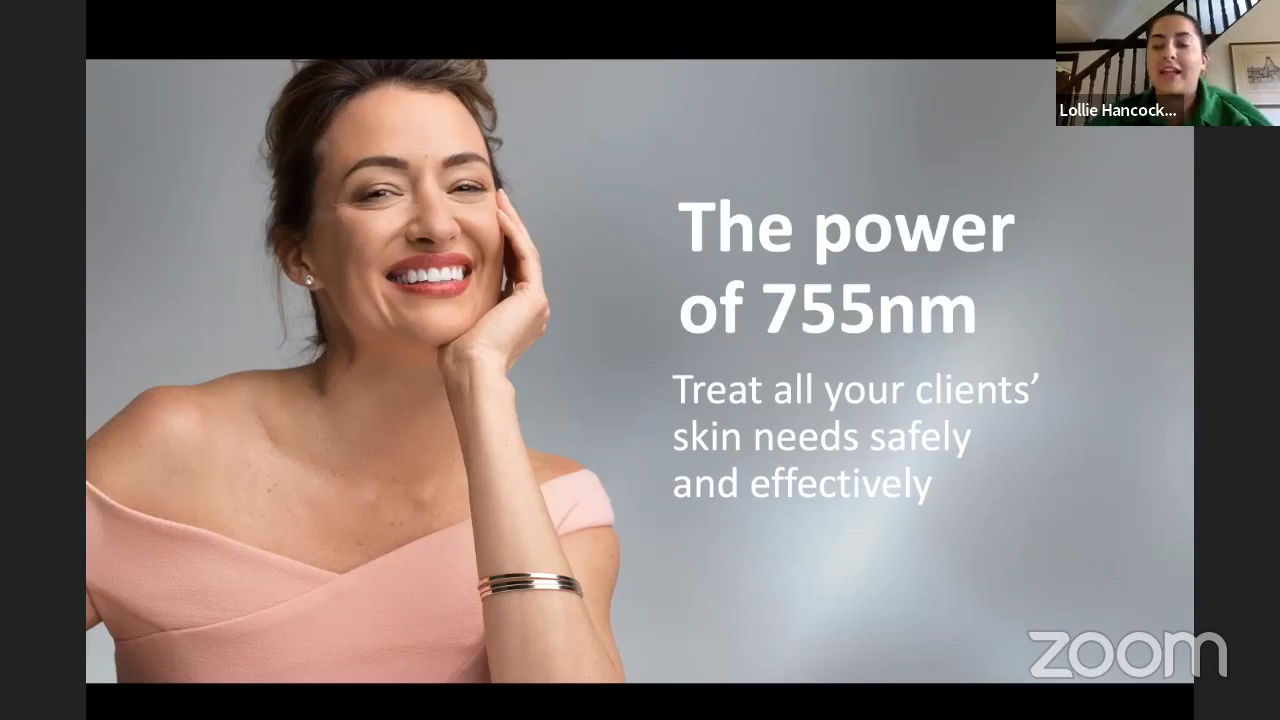 Lollie Hancock...
The power
of 755nm
Treat all your clients’
skin needs safely
and effectively
zoom